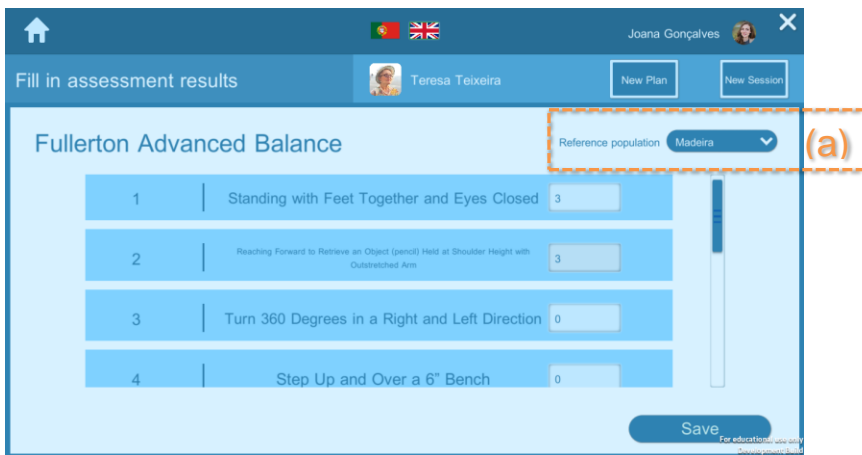 Joana Gonçalves
×
Fill in assessment results
Teresa Teixeira
New Plan
New Session
Fullerton Advanced Balance
Reference population
Madeira
(a)
1
Standing with Feet Together and Eyes Closed
3
2
Reaching Forward to Retrieve an Object (pencil) Held at Shoulder Height with
Outstretched Arm
3
3
Turn 360 Degrees in a Right and Left Direction
0
4
Step Up and Over a 6” Bench
0
Save
For educational use only
Development Build